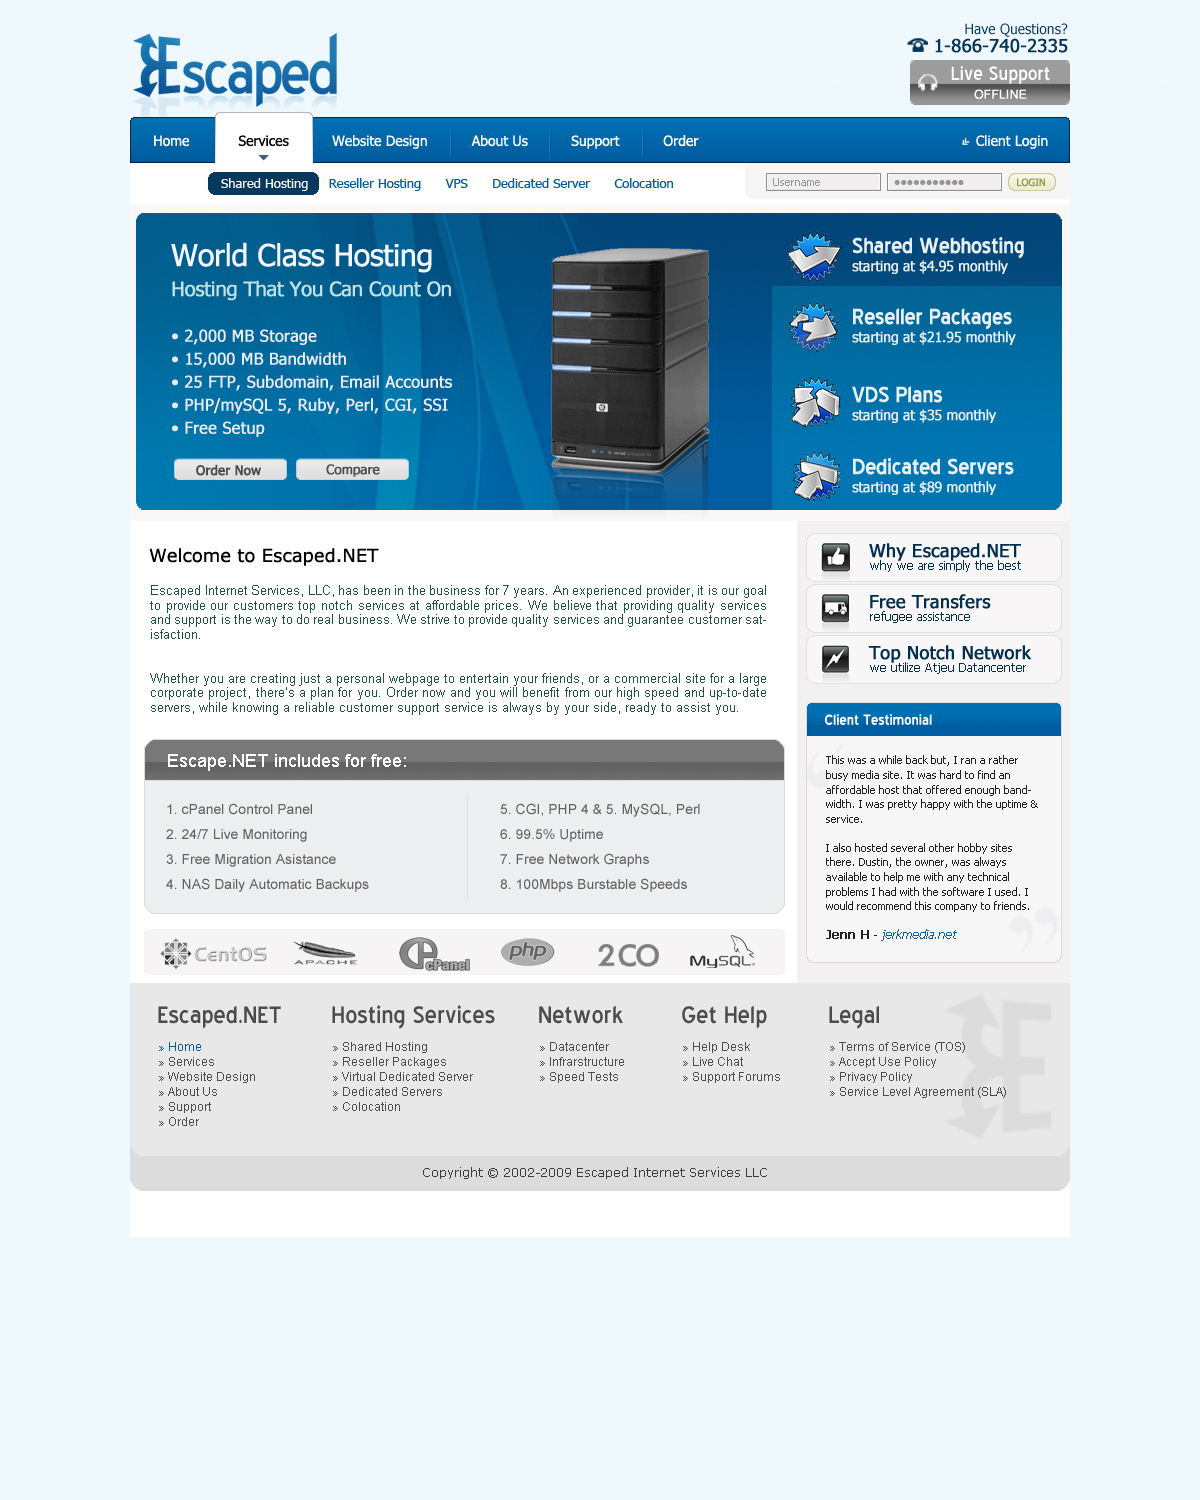 Escaped
Have Questions?
1-866-740-2335
Live Support
OFFLINE
Home
Services
Website Design
About Us
Support
Order
Client Login
Shared Hosting
Reseller Hosting
VPS
Dedicated Server
Colocation
Username
LOGIN
World Class Hosting
Hosting That You Can Count On
• 2,000 MB Storage
• 15,000 MB Bandwidth
• 25 FTP, Subdomain, Email Accounts
• PHP/mySQL 5, Ruby, Perl, CGI, SSI
• Free Setup
Order Now
Compare
Shared Webhosting
starting at $4.95 monthly
Reseller Packages
starting at $21.95 monthly
VDS Plans
starting at $35 monthly
Dedicated Servers
starting at $89 monthly
Welcome to Escaped.NET
Escaped Internet Services, LLC, has been in the business for 7 years. An experienced provider, it is our goal
to provide our customers top notch services at affordable prices. We believe that providing quality services
and support is the way to do real business. We strive to provide quality services and guarantee customer sat-
isfaction.
Whether you are creating just a personal webpage to entertain your friends, or a commercial site for a large
corporate project, there's a plan for you. Order now and you will benefit from our high speed and up-to-date
servers, while knowing a reliable customer support service is always by your side, ready to assist you.
Escape.NET includes for free:
1. cPanel Control Panel
2. 24/7 Live Monitoring
3. Free Migration Asistance
4. NAS Daily Automatic Backups
5. CGI, PHP 4 & 5. MySQL, Perl
6. 99.5% Uptime
7. Free Network Graphs
8. 100Mbps Burstable Speeds
CentOS
APACHE
cPanel
php
2CO
MySQL
Why Escaped.NET
why we are simply the best
Free Transfers
refugee assistance
Top Notch Network
we utilize Atjeu Datancenter
Client Testimonial
This was a while back but, I ran a rather
busy media site. It was hard to find an
affordable host that offered enough band-
width. I was pretty happy with the uptime &
service.
I also hosted several other hobby sites
there. Dustin, the owner, was always
available to help me with any technical
problems I had with the software I used. I
would recommend this company to friends.
Jenn H - jerkmedia.net
Escaped.NET
» Home
» Services
» Website Design
» About Us
» Support
» Order
Hosting Services
» Shared Hosting
» Reseller Packages
» Virtual Dedicated Server
» Dedicated Servers
» Colocation
Network
» Datacenter
» Infrarstructure
» Speed Tests
Get Help
» Help Desk
» Live Chat
» Support Forums
Legal
» Terms of Service (TOS)
» Accept Use Policy
» Privacy Policy
» Service Level Agreement (SLA)
Copyright © 2002-2009 Escaped Internet Services LLC